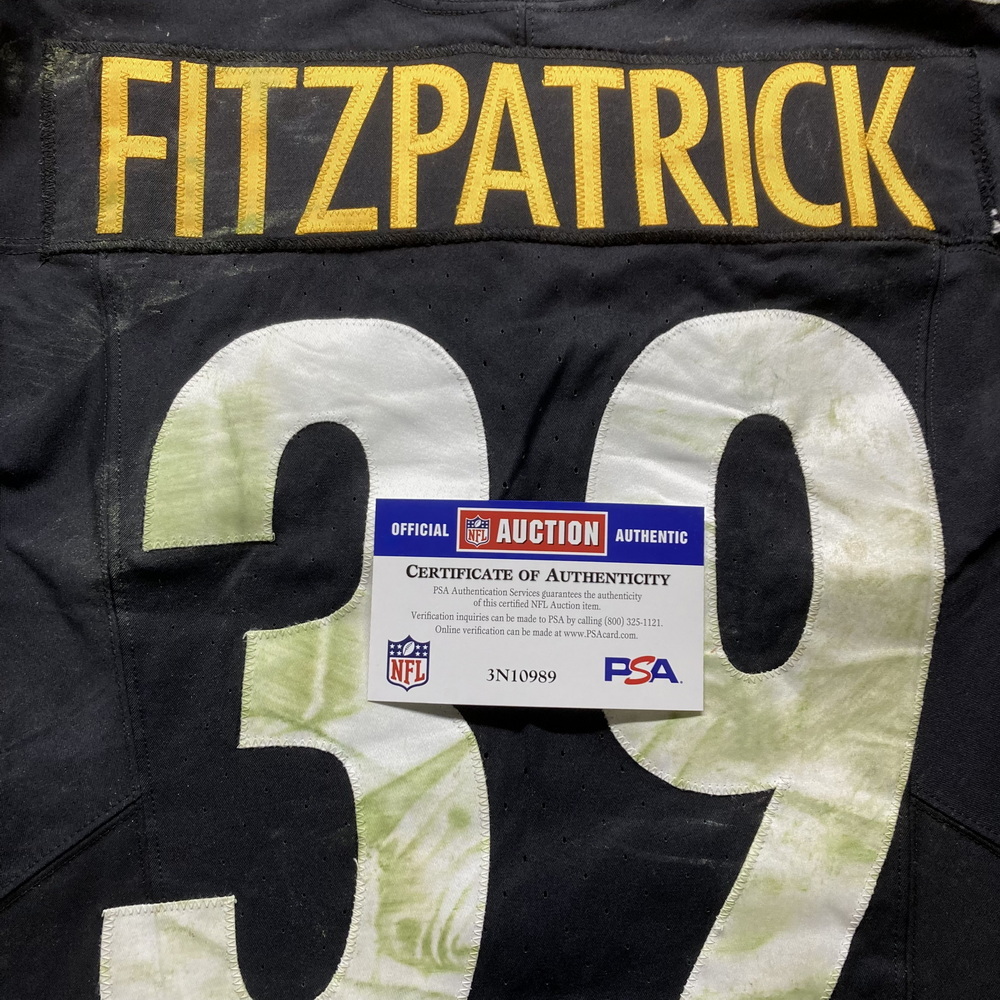 FITZPATRICK
39
OFFICIAL NFL AUCTION AUTHENTIC
CERTIFICATE OF AUTHENTICITY
PSA Authentication Services guarantees the authenticity
of this certified NFL Auction item.
Verification inquiries can be made to PSA by calling (800) 325-1121.
Online verification can be made at www.PSAcard.com.
NFL
3N10989
PSA.